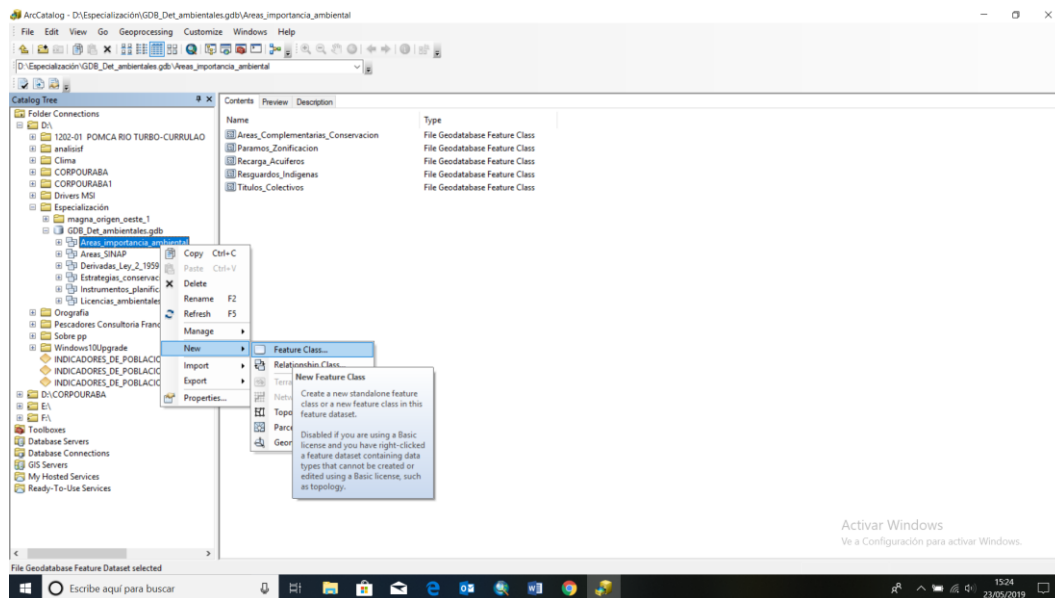 ArcCatalog - D:\Especialización\GDB_Det_ambientales.gdb\Areas_importancia_ambiental
File Edit View Go Geoprocessing Customize Windows Help
D:\Especialización\GDB_Det_ambientales.gdb\Areas_importancia_ambiental
Catalog Tree
Folder Connections
D:\
1202-01 POMCA RIO TURBO-CURRULAO
analisisf
Clima
CORPOURABA
CORPOURABA1
Drivers MSI
Especialización
magna_origen_oeste_1
GDB_Det_ambientales.gdb
Areas_importancia_ambiental
Areas_SINAP
Derivadas_Ley_2_1959
Estrategias_conservac
Instrumentos_planific
Licencias_ambientales
Orografia
Pescadores Consultoria Franc
Sobre pp
Windows10Upgrade
INDICADORES_DE_POBLACIC
INDICADORES_DE_POBLACIC
INDICADORES_DE_POBLACIC
D:\CORPOURABA
E:\
F:\
Toolboxes
Database Servers
Database Connections
GIS Servers
My Hosted Services
Ready-To-Use Services
Contents Preview Description
Name Type
Areas_Complementarias_Conservacion File Geodatabase Feature Class
Paramos_Zonificacion File Geodatabase Feature Class
Recarga_Acuiferos File Geodatabase Feature Class
Resguardos_Indigenas File Geodatabase Feature Class
Titulos_Colectivos File Geodatabase Feature Class
Copy Ctrl+C
Paste Ctrl+V
Delete
Rename F2
Refresh F5
Manage
New
Import
Export
Properties...
Feature Class...
Relationship Class...
Terra
Netw
Topo
Parce
Geor
New Feature Class
Create a new standalone feature
class or a new feature class in this
feature dataset.
Disabled if you are using a Basic
license and you have right-clicked
a feature dataset containing data
types that cannot be created or
edited using a Basic license, such
as topology.
Activar Windows
Ve a Configuración para activar Windows.
File Geodatabase Feature Dataset selected
Escribe aquí para buscar
15:24
23/05/2019